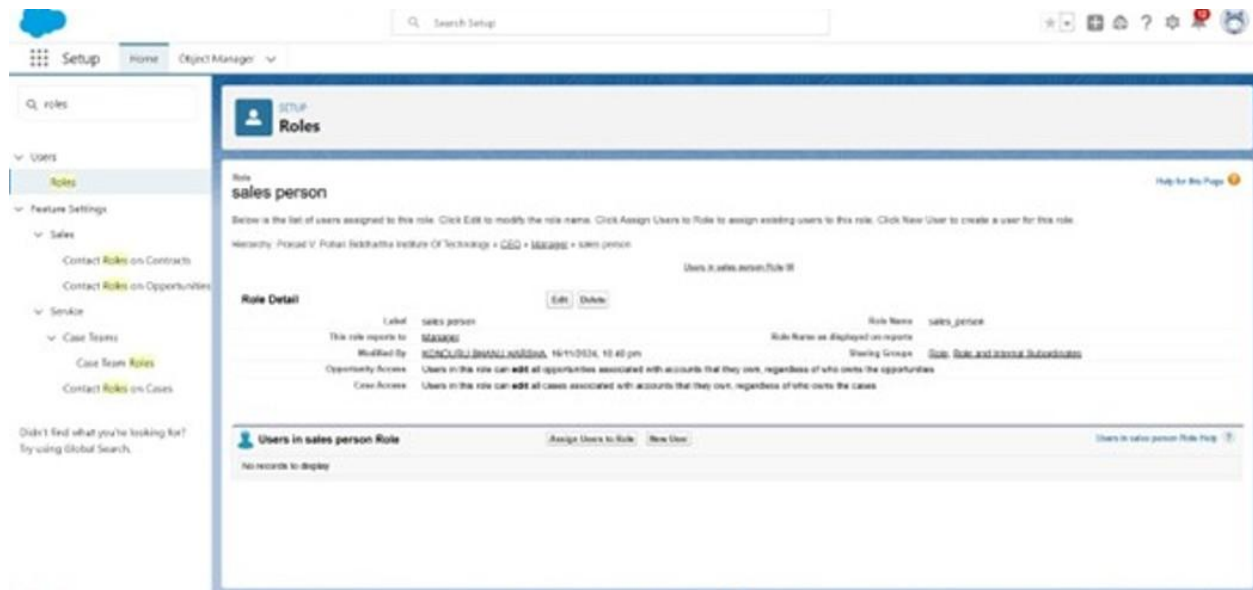 Search Setup
Setup Home Object Manager
roles
SETUP
Roles
Users
Roles
Feature Settings
Sales
Contact Roles on Contracts
Contact Roles on Opportunities
Service
Case Teams
Case Team Roles
Contact Roles on Cases
Didn't find what you're looking for?
Try using Global Search.
Role
sales person
Help for this Page
Below is the list of users assigned to this role. Click Edit to modify the role name. Click Assign Users to Role to assign existing users to this role. Click New User to create a user for this role.
Hierarchy: Prasad V. Potluri Siddhartha Institute Of Technology » CEO » Manager » sales person
Users in sales person Role
Role Detail Edit Delete
Label sales person Role Name sales_person
This role reports to Manager Role Name as displayed on reports
Modified By KONDURU BHANU HARSHA, 16/11/2024, 10:40 pm Sharing Groups Role, Role and Internal Subordinates
Opportunity Access Users in this role can edit all opportunities associated with accounts that they own, regardless of who owns the opportunities
Case Access Users in this role can edit all cases associated with accounts that they own, regardless of who owns the cases
Users in sales person Role Assign Users to Role New User Users in sales person Role Help ?
No records to display